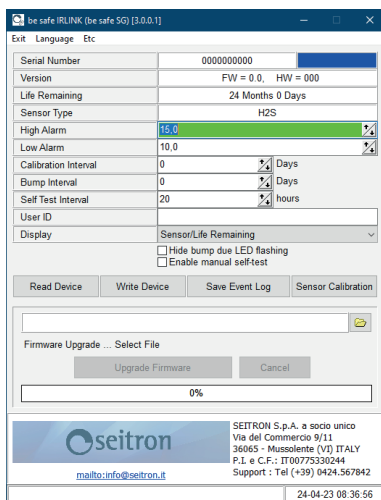 be safe IRLINK (be safe SG) [3.0.0.1]
Exit Language Etc
Serial Number 0000000000
Version FW = 0.0, HW = 000
Life Remaining 24 Months 0 Days
Sensor Type H2S
High Alarm 15,0
Low Alarm 10,0
Calibration Interval 0 Days
Bump Interval 0 Days
Self Test Interval 20 hours
User ID
Display Sensor/Life Remaining
Hide bump due LED flashing
Enable manual self-test
Read Device Write Device Save Event Log Sensor Calibration
Firmware Upgrade ... Select File
Upgrade Firmware Cancel
0%
seitron
mailto:info@seitron.it
SEITRON S.p.A. a socio unico
Via del Commercio 9/11
36065 - Mussolente (VI) ITALY
P.I. e C.F.: IT00775330244
Support : Tel (+39) 0424.567842
24-04-23 08:36:56